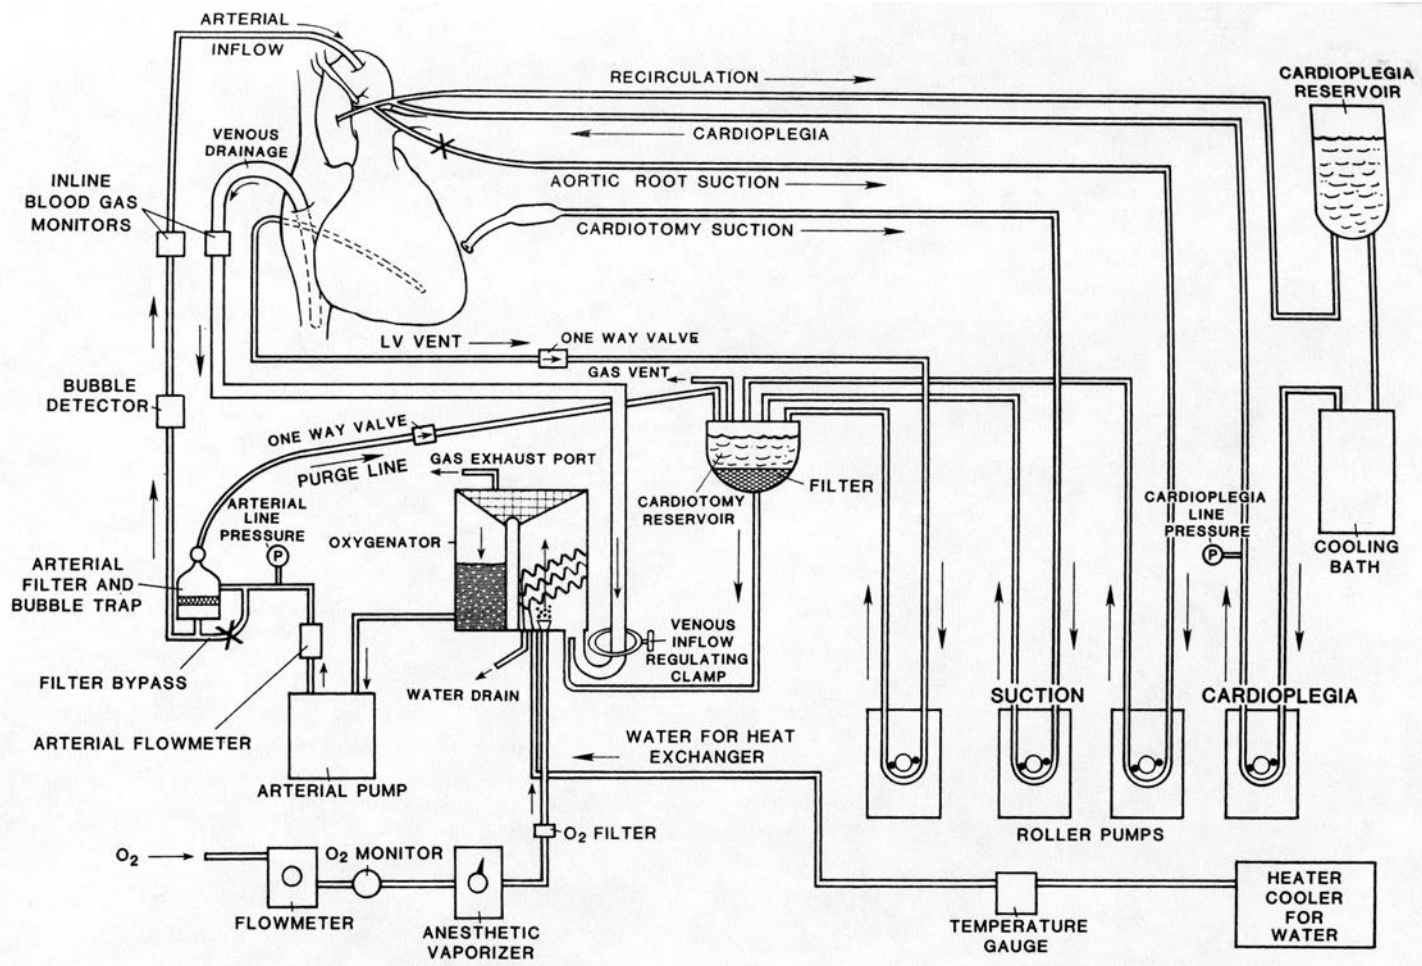 ARTERIAL
INFLOW
RECIRCULATION
CARDIOPLEGIA
RESERVOIR
VENOUS
DRAINAGE
CARDIOPLEGIA
INLINE
BLOOD GAS
MONITORS
AORTIC ROOT SUCTION
CARDIOTOMY SUCTION
LV VENT
ONE WAY VALVE
GAS VENT
BUBBLE
DETECTOR
ONE WAY VALVE
PURGE LINE
GAS EXHAUST PORT
FILTER
CARDIOTOMY
RESERVOIR
ARTERIAL
LINE
PRESSURE
P
OXYGENATOR
CARDIOPLEGIA
LINE
PRESSURE
P
COOLING
BATH
ARTERIAL
FILTER AND
BUBBLE TRAP
VENOUS
INFLOW
REGULATING
CLAMP
FILTER BYPASS
WATER DRAIN
SUCTION
CARDIOPLEGIA
ARTERIAL FLOWMETER
WATER FOR HEAT
EXCHANGER
ARTERIAL PUMP
O2 FILTER
ROLLER PUMPS
O2
O2 MONITOR
FLOWMETER
ANESTHETIC
VAPORIZER
TEMPERATURE
GAUGE
HEATER
COOLER
FOR
WATER